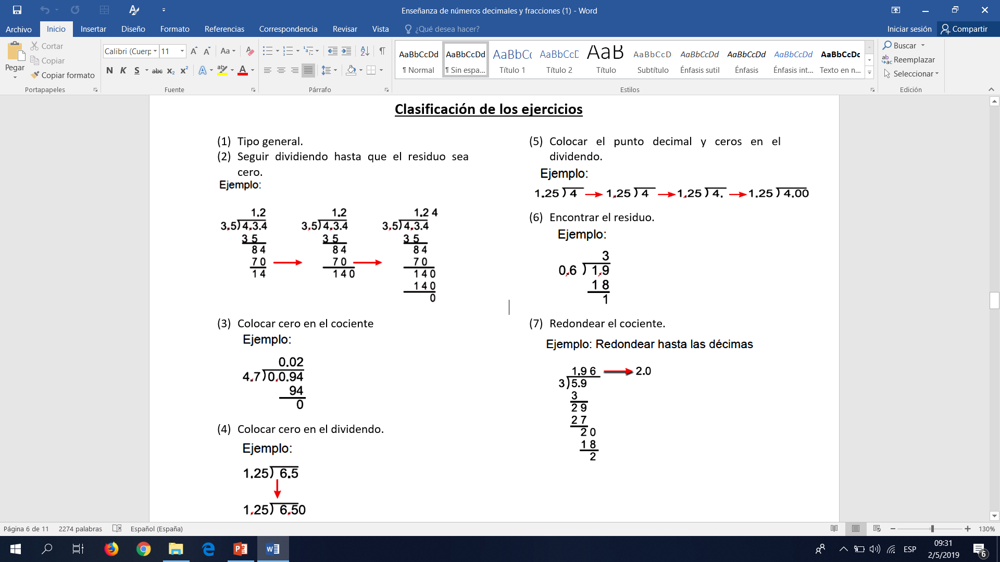 Enseñanza de números decimales y fracciones (1) - Word
Archivo Inicio Insertar Diseño Formato Referencias Correspondencia Revisar Vista ¿Qué desea hacer? Iniciar sesión Compartir
Pegar
Cortar
Copiar
Copiar formato
Portapapeles
Calibri (Cuerp 11
N K S abc x₂ x²
Fuente
Párrafo
AaBbCcDd AaBbCcDd AaBbC( AaBbCcE AaB AaBbCcD AaBbCcDd AaBbCcDd AaBbCcDd AaBbCcDc
¶ Normal ¶ Sin espa... Título 1 Título 2 Título Subtítulo Énfasis sutil Énfasis Énfasis int... Texto en n...
Estilos
Buscar
Reemplazar
Seleccionar
Edición
Clasificación de los ejercicios
(1) Tipo general.
(2) Seguir dividiendo hasta que el residuo sea
cero.
Ejemplo:
1.2 1.2 1.2 4
3.5)4.3.4 3.5)4.3.4 3.5)4.3.4
3 5 3 5 3 5
8 4 8 4 8 4
7 0 7 0 7 0
1 4 1 4 0 1 4 0
1 4 0
0
(3) Colocar cero en el cociente
Ejemplo:
0.02
4.7)0.0.94
94
0
(4) Colocar cero en el dividendo.
Ejemplo:
1.25) 6.5
1.25) 6.50
(5) Colocar el punto decimal y ceros en el
dividendo.
Ejemplo:
1.25)4 1.25)4 1.25)4. 1.25)4.00
(6) Encontrar el residuo.
Ejemplo:
3
0.6 ) 1.9
1 8
1
(7) Redondear el cociente.
Ejemplo: Redondear hasta las décimas
1.9 6 2.0
3)5.9
3
2 9
2 7
2 0
1 8
2
Página 6 de 11 2274 palabras Español (España) 130%
ESP
09:31
2/5/2019
6